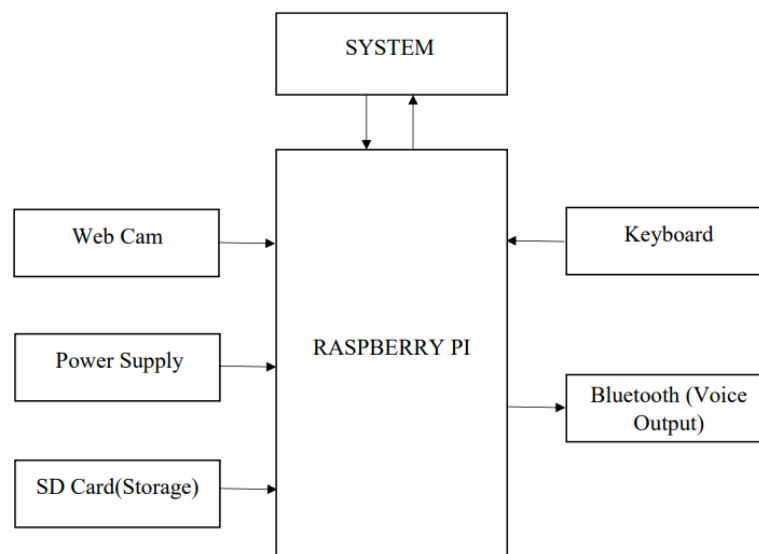 SYSTEM
Web Cam
Keyboard
Power Supply
RASPBERRY PI
Bluetooth (Voice
Output)
SD Card(Storage)